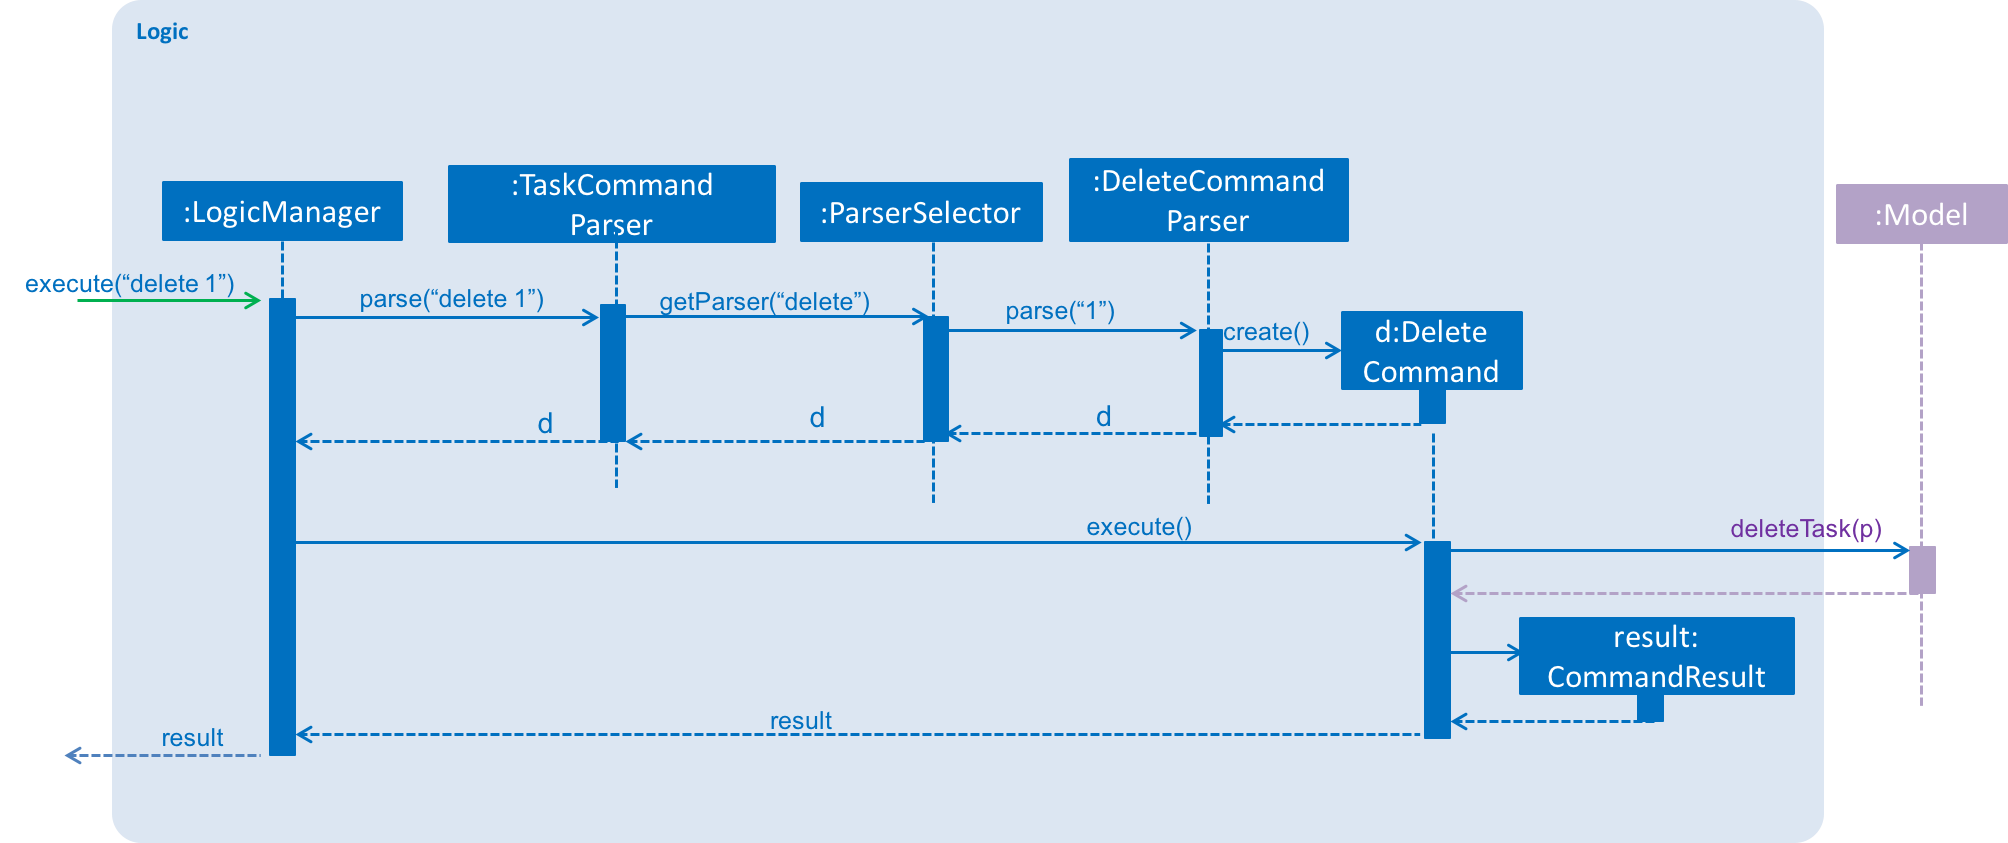 Logic
:LogicManager
:TaskCommand
Parser
:ParserSelector
:DeleteCommand
Parser
:Model
execute(“delete 1”)
parse(“delete 1”)
getParser(“delete”)
parse(“1”)
create()
d:Delete
Command
d
d
d
execute()
deleteTask(p)
result:
CommandResult
result
result